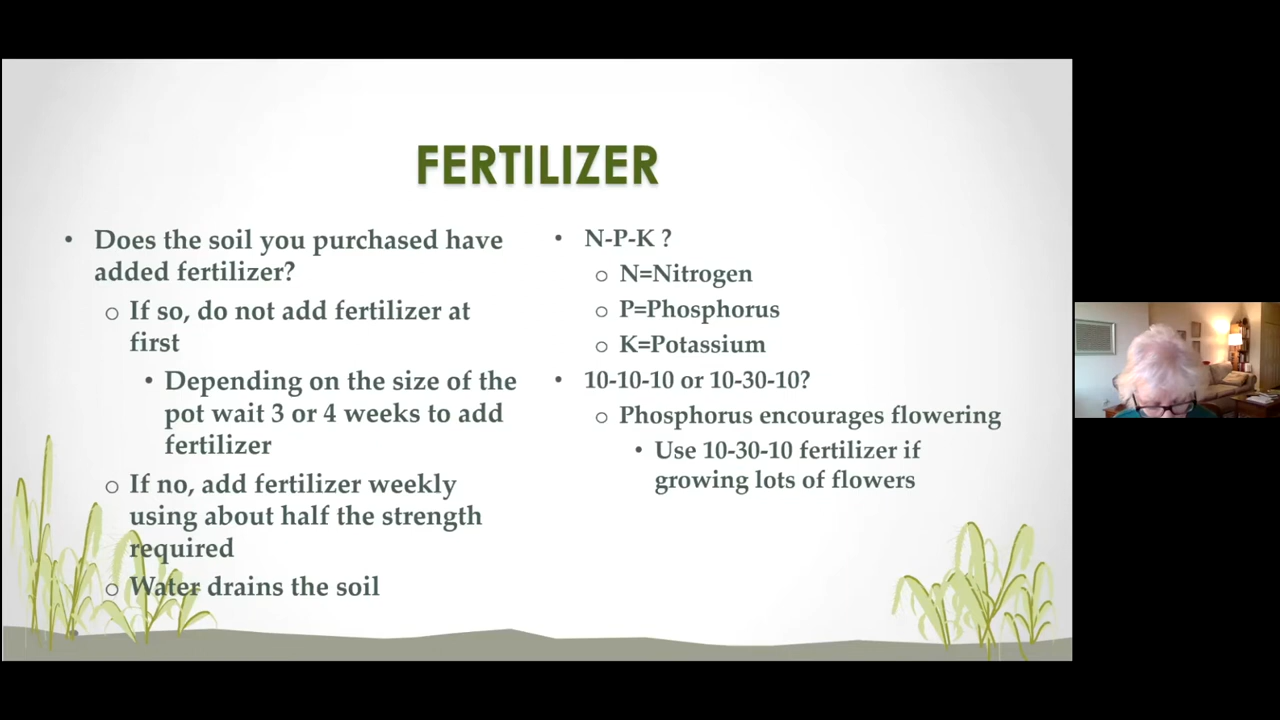 FERTILIZER
• Does the soil you purchased have
added fertilizer?
o If so, do not add fertilizer at
first
• Depending on the size of the
pot wait 3 or 4 weeks to add
fertilizer
o If no, add fertilizer weekly
using about half the strength
required
o Water drains the soil
• N-P-K ?
o N=Nitrogen
o P=Phosphorus
o K=Potassium
• 10-10-10 or 10-30-10?
o Phosphorus encourages flowering
• Use 10-30-10 fertilizer if
growing lots of flowers